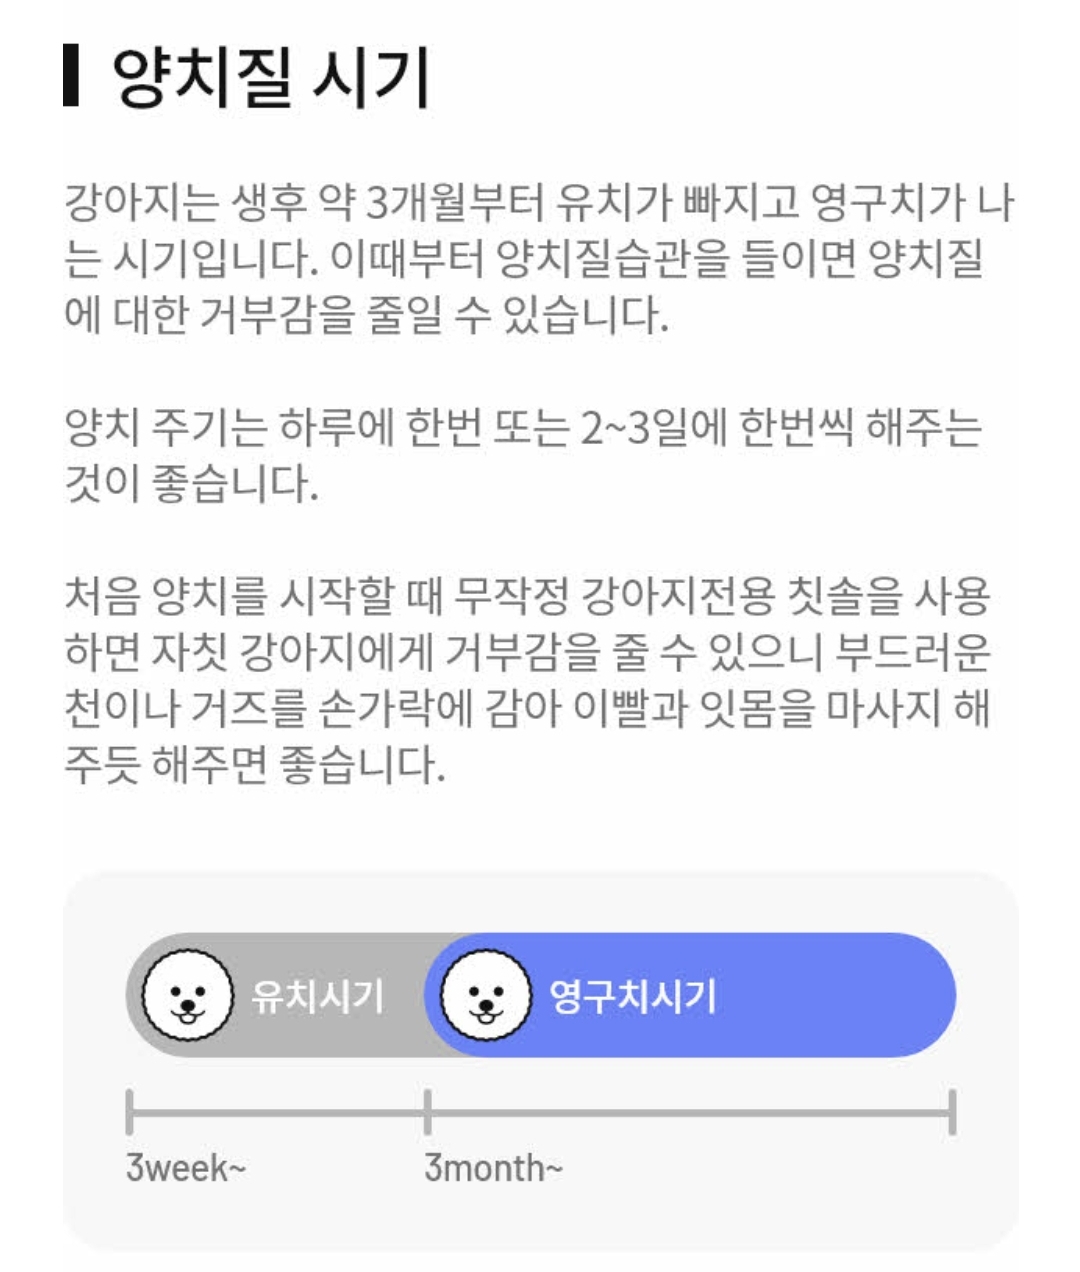 양치질 시기
강아지는 생후 약 3개월부터 유치가 빠지고 영구치가 나
는 시기입니다. 이때부터 양치질습관을 들이면 양치질
에 대한 거부감을 줄일 수 있습니다.
양치 주기는 하루에 한번 또는 2~3일에 한번씩 해주는
것이 좋습니다.
처음 양치를 시작할 때 무작정 강아지전용 칫솔을 사용
하면 자칫 강아지에게 거부감을 줄 수 있으니 부드러운
천이나 거즈를 손가락에 감아 이빨과 잇몸을 마사지 해
주듯 해주면 좋습니다.
유치시기 영구치시기
3week~ 3month~